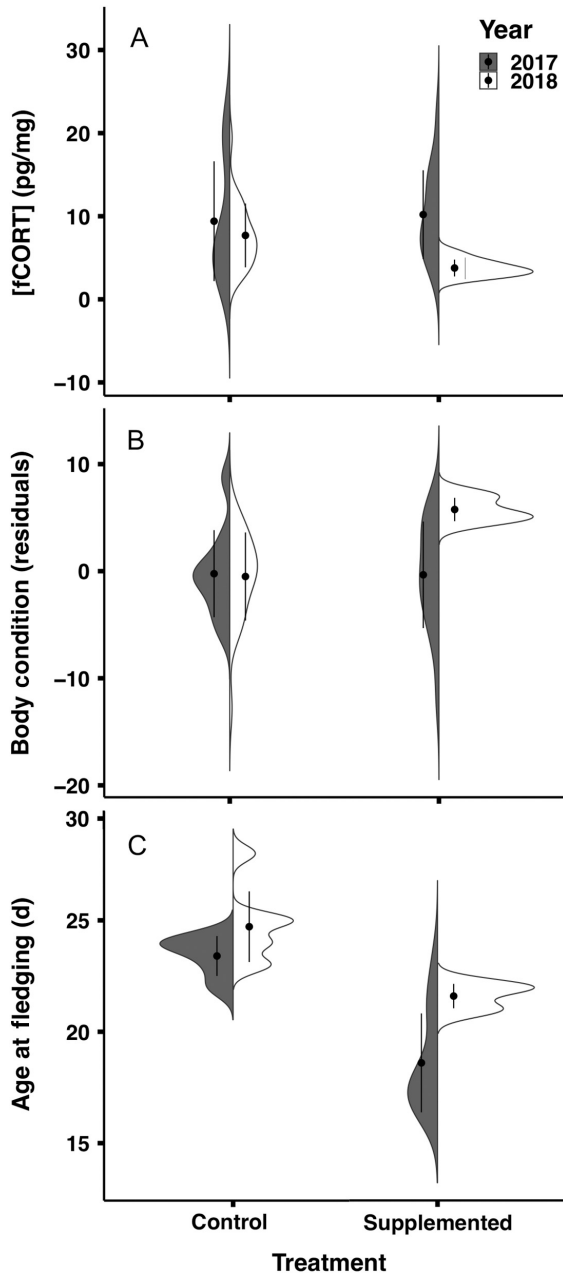 A
Year
2017
2018
[fCORT] (pg/mg)
30
20
10
0
−10
B
Body condition (residuals)
10
0
−10
−20
C
Age at fledging (d)
30
25
20
15
Control Supplemented
Treatment